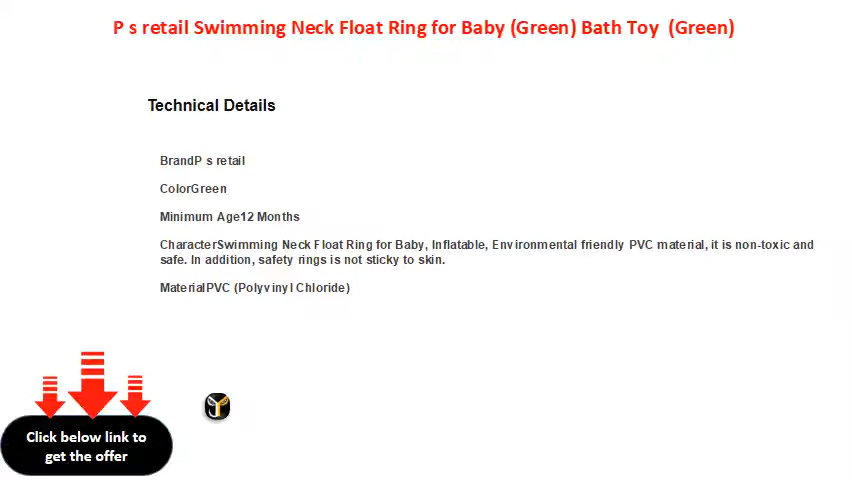 P s retail Swimming Neck Float Ring for Baby (Green) Bath Toy  (Green)
Technical Details
BrandP s retail
ColorGreen
Minimum Age12 Months
CharacterSwimming Neck Float Ring for Baby, Inflatable, Environmental friendly PVC material, it is non-toxic and
safe. In addition, safety rings is not sticky to skin.
MaterialPVC (Polyvinyl Chloride)
Click below link to
get the offer